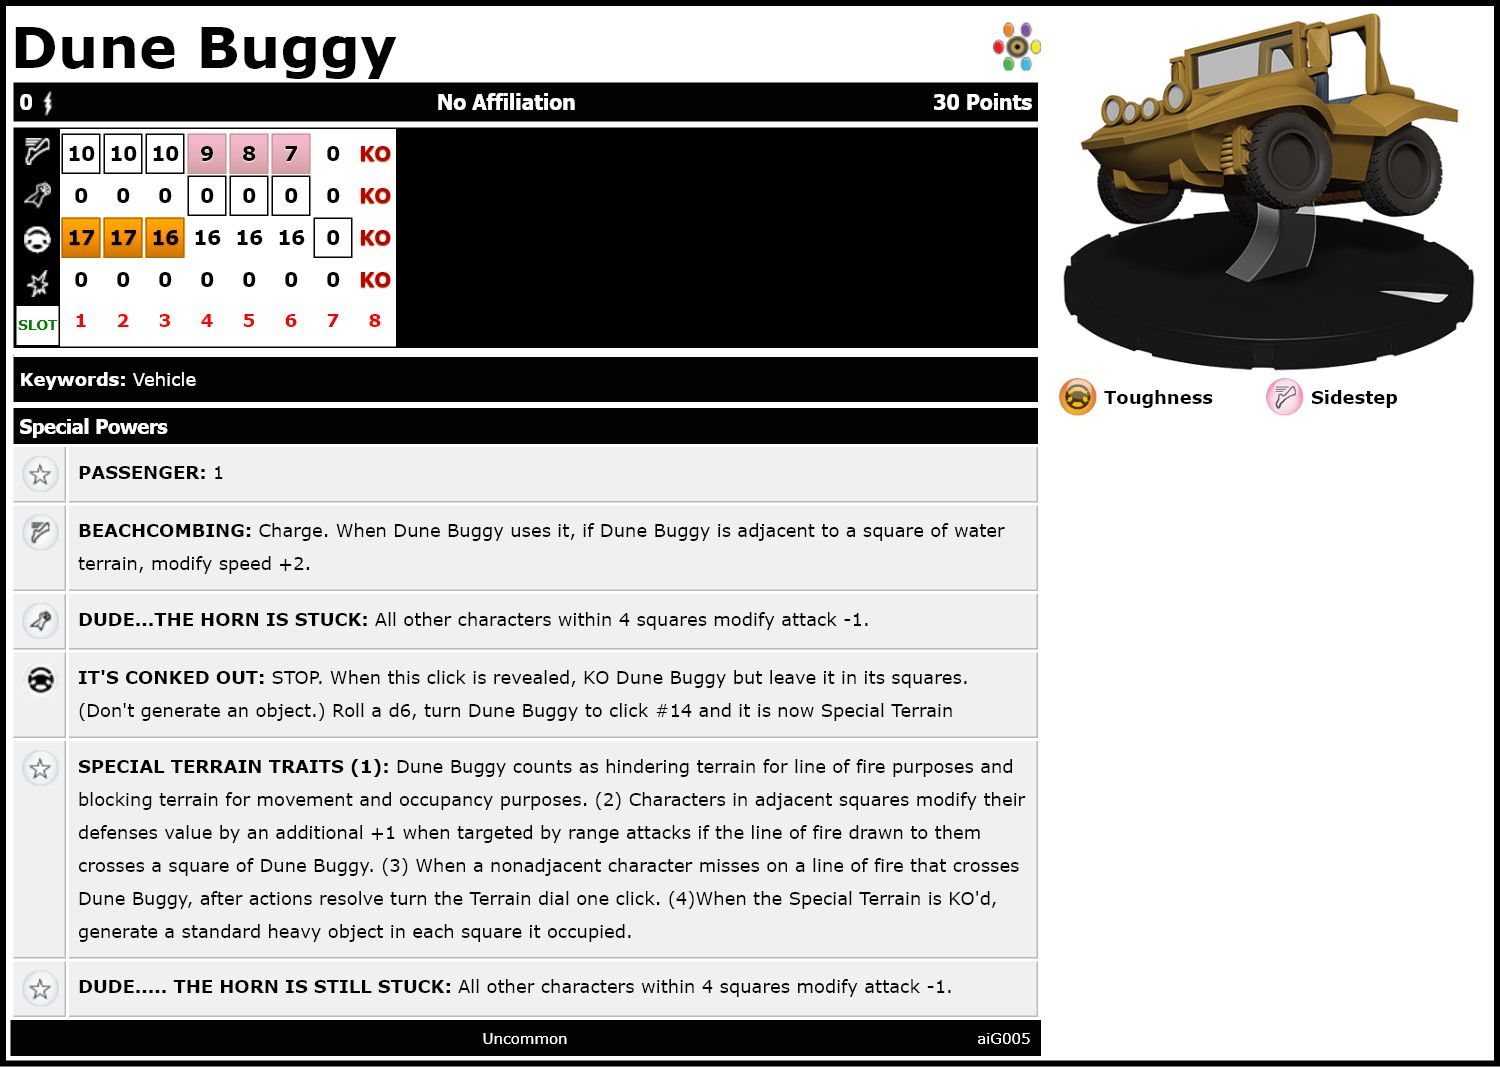 Dune Buggy
0 No Affiliation 30 Points
10 10 10 9 8 7 0 KO
0 0 0 0 0 0 0 KO
17 17 16 16 16 16 0 KO
0 0 0 0 0 0 0 KO
SLOT 1 2 3 4 5 6 7 8
Toughness Sidestep
Keywords: Vehicle
Special Powers
PASSENGER: 1
BEACHCOMBING: Charge. When Dune Buggy uses it, if Dune Buggy is adjacent to a square of water
terrain, modify speed +2.
DUDE...THE HORN IS STUCK: All other characters within 4 squares modify attack -1.
IT'S CONKED OUT: STOP. When this click is revealed, KO Dune Buggy but leave it in its squares.
(Don't generate an object.) Roll a d6, turn Dune Buggy to click #14 and it is now Special Terrain
SPECIAL TERRAIN TRAITS (1): Dune Buggy counts as hindering terrain for line of fire purposes and
blocking terrain for movement and occupancy purposes. (2) Characters in adjacent squares modify their
defenses value by an additional +1 when targeted by range attacks if the line of fire drawn to them
crosses a square of Dune Buggy. (3) When a nonadjacent character misses on a line of fire that crosses
Dune Buggy, after actions resolve turn the Terrain dial one click. (4)When the Special Terrain is KO'd,
generate a standard heavy object in each square it occupied.
DUDE..... THE HORN IS STILL STUCK: All other characters within 4 squares modify attack -1.
Uncommon aiG005